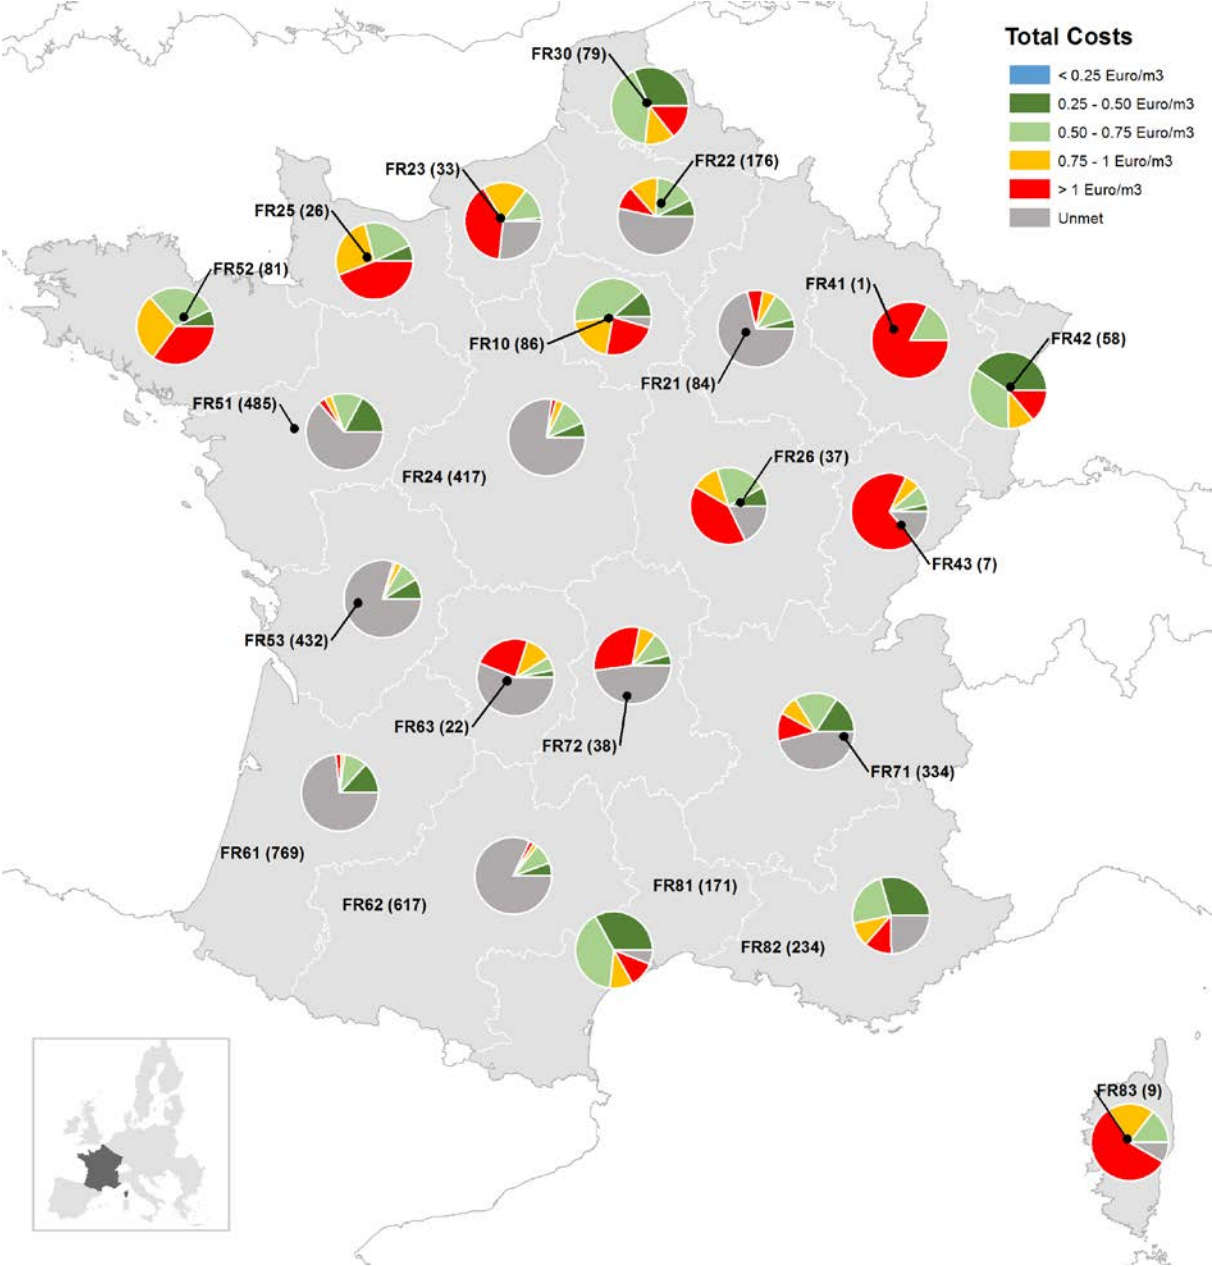 Total Costs
< 0.25 Euro/m3
0.25 - 0.50 Euro/m3
0.50 - 0.75 Euro/m3
0.75 - 1 Euro/m3
> 1 Euro/m3
Unmet
FR30 (79)
FR22 (176)
FR23 (33)
FR25 (26)
FR52 (81)
FR41 (1)
FR42 (58)
FR10 (86)
FR21 (84)
FR51 (485)
FR24 (417)
FR26 (37)
FR43 (7)
FR53 (432)
FR63 (22)
FR72 (38)
FR71 (334)
FR61 (769)
FR62 (617)
FR81 (171)
FR82 (234)
FR83 (9)